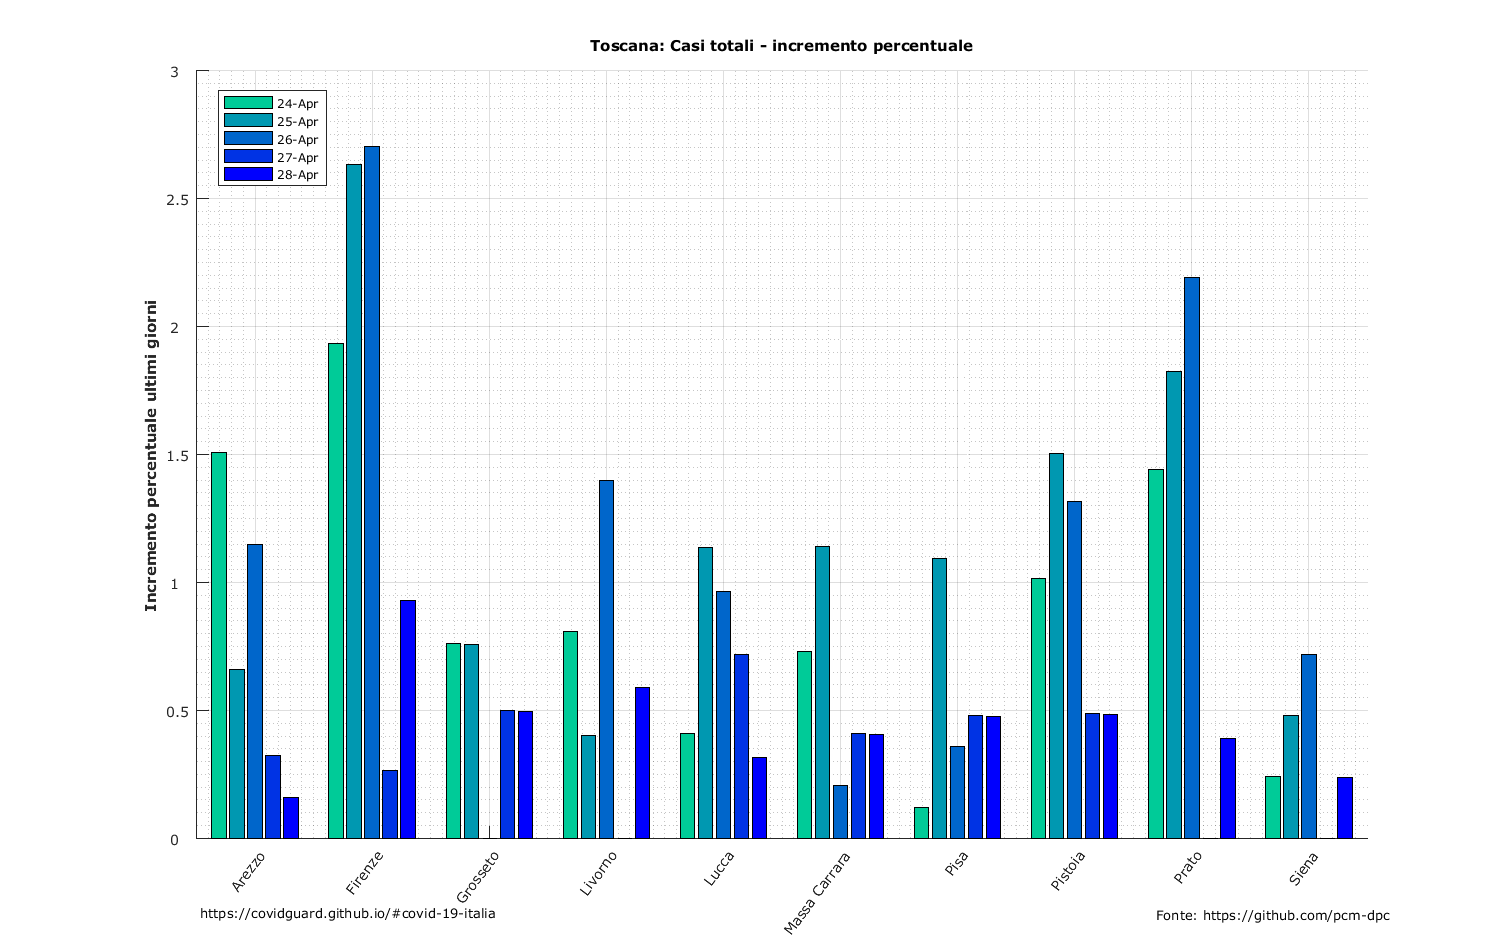 Toscana: Casi totali - incremento percentuale
3
2.5
2
1.5
1
0.5
0
Incremento percentuale ultimi giorni
24-Apr
25-Apr
26-Apr
27-Apr
28-Apr
Arezzo
Firenze
Grosseto
Livorno
Lucca
Massa Carrara
Pisa
Pistoia
Prato
Siena
https://covidguard.github.io/#covid-19-italia
Fonte: https://github.com/pcm-dpc